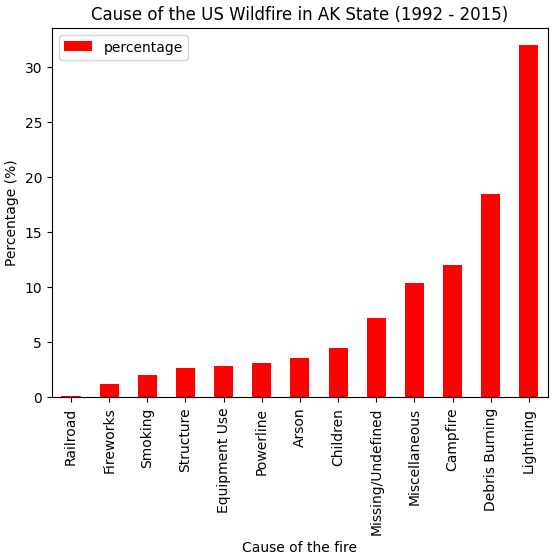 Cause of the US Wildfire in AK State (1992 - 2015)
percentage
Percentage (%)
30
25
20
15
10
5
0
Railroad
Fireworks
Smoking
Structure
Equipment Use
Powerline
Arson
Children
Missing/Undefined
Miscellaneous
Campfire
Debris Burning
Lightning
Cause of the fire